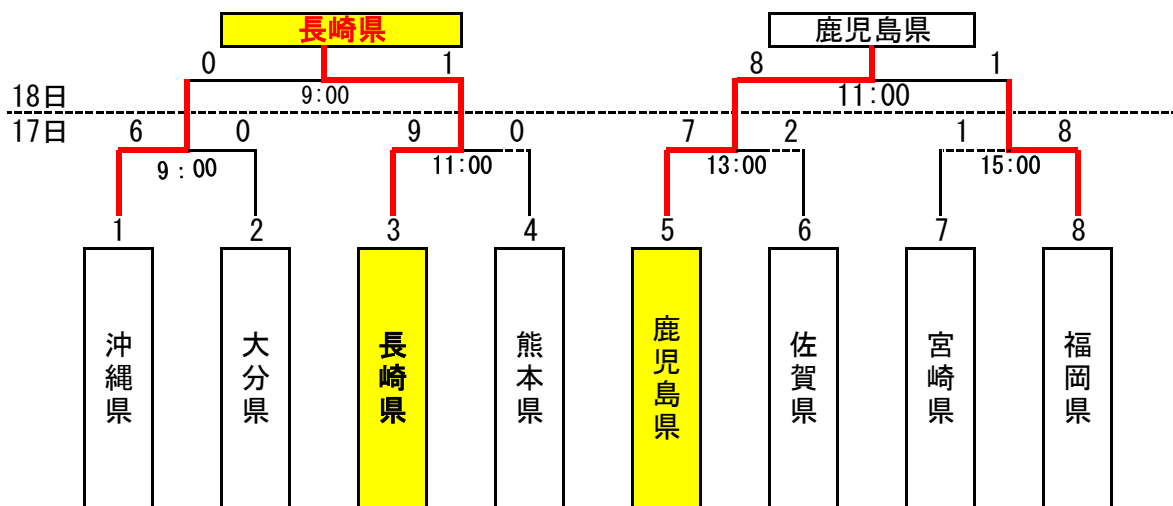 長崎県 鹿児島県
0 1 8 1
9:00 11:00
18日
17日 6 0 9 0 7 2 1 8
9:00 11:00 13:00 15:00
1 2 3 4 5 6 7 8
沖縄県
大分県
長崎県
熊本県
鹿児島県
佐賀県
宮崎県
福岡県